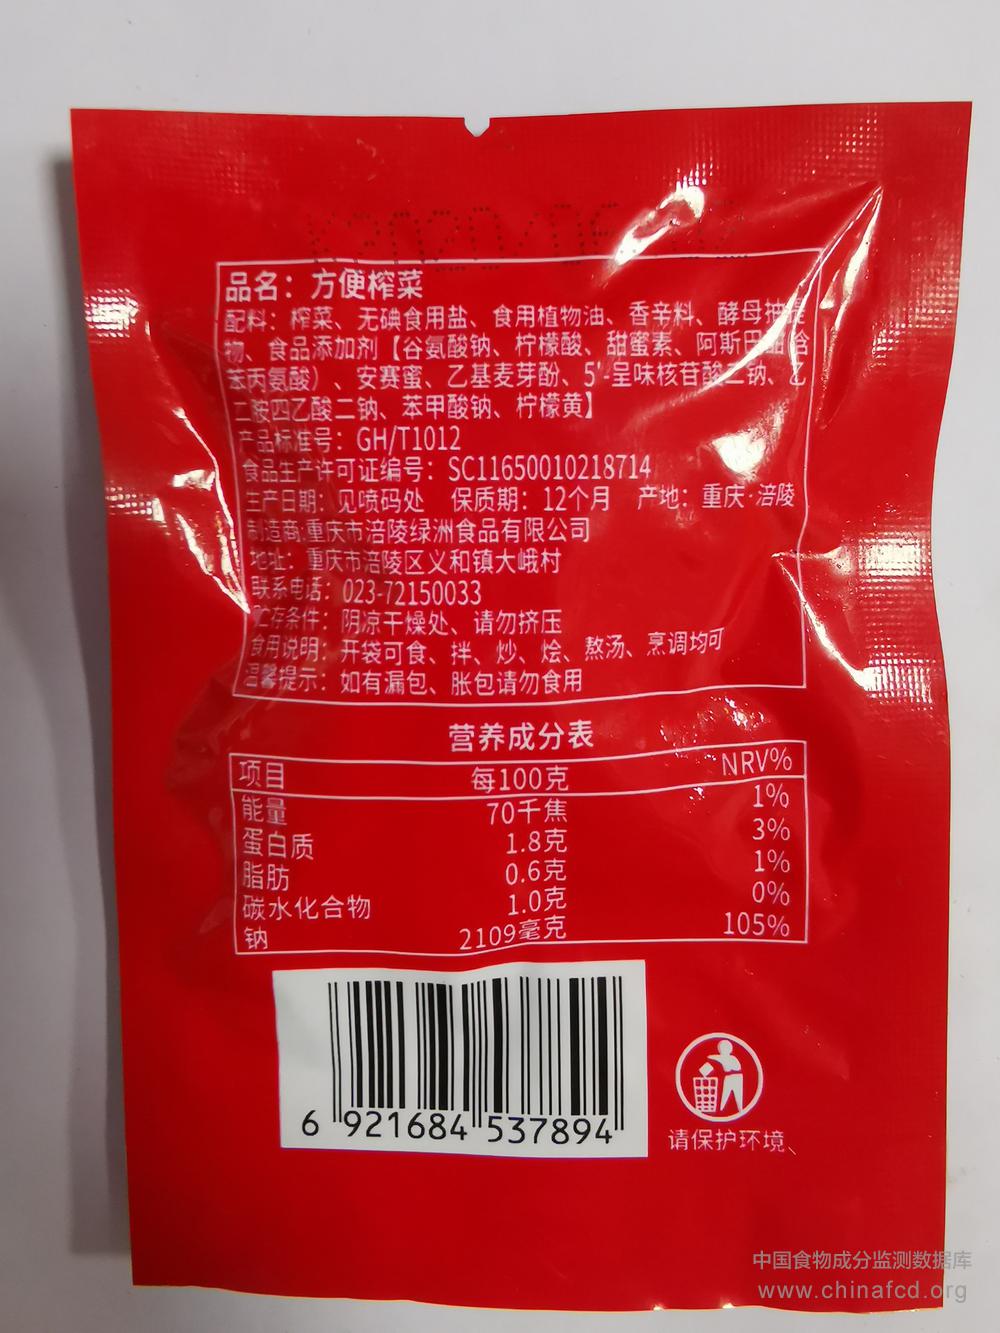 品名：方便榨菜
配料：榨菜、无碘食用盐、食用植物油、香辛料、酵母抽提
物、食品添加剂【谷氨酸钠、柠檬酸、甜蜜素、阿斯巴甜（含
苯丙氨酸）、安赛蜜、乙基麦芽酚、5'-呈味核苷酸二钠、乙
二胺四乙酸二钠、苯甲酸钠、柠檬黄】
产品标准号：GH/T1012
食品生产许可证编号：SC11650010218714
生产日期：见喷码处 保质期：12个月 产地：重庆·涪陵
制造商:重庆市涪陵绿洲食品有限公司
地址：重庆市涪陵区义和镇大峨村
联系电话：023-72150033
贮存条件：阴凉干燥处、请勿挤压
食用说明：开袋可食、拌、炒、烩、熬汤、烹调均可
温馨提示：如有漏包、胀包请勿食用
营养成分表
项目 每100克 NRV%
能量 70千焦 1%
蛋白质 1.8克 3%
脂肪 0.6克 1%
碳水化合物 1.0克 0%
钠 2109毫克 105%
6 921684 537894
请保护环境、
中国食物成分监测数据库
www.chinafcd.org